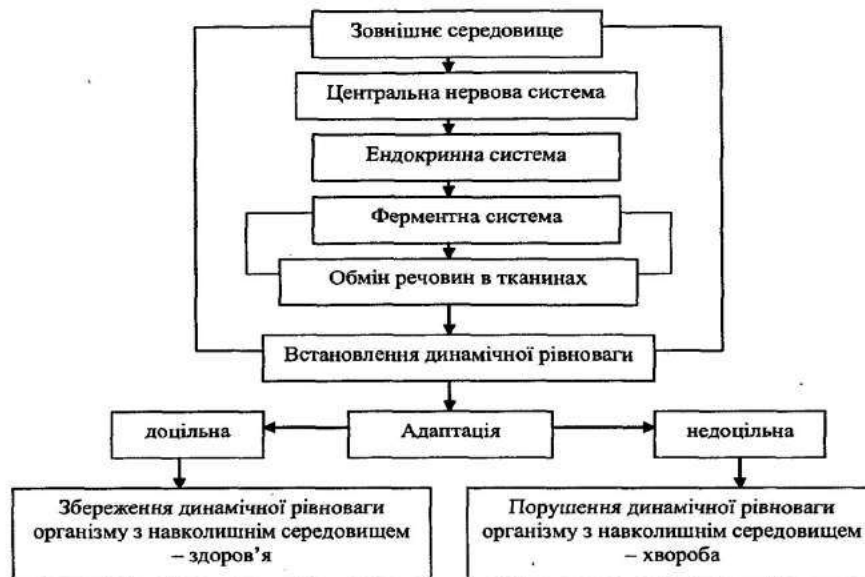 Зовнішнє середовище
Центральна нервова система
Ендокринна система
Ферментна система
Обмін речовин в тканинах
Встановлення динамічної рівноваги
доцільна
Адаптація
недоцільна
Збереження динамічної рівноваги
організму з навколишнім середовищем
– здоров'я
Порушення динамічної рівноваги
організму з навколишнім середовищем
– хвороба